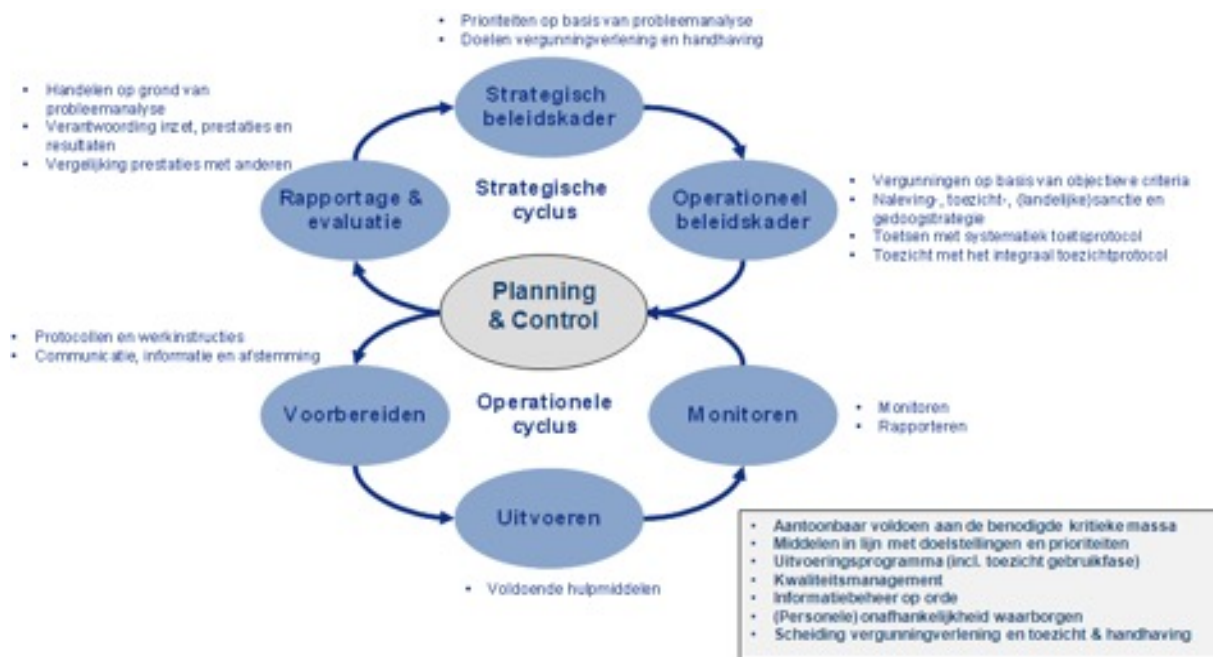 • Prioriteiten op basis van probleemanalyse
• Doelen vergunningverlening en handhaving
• Handelen op grond van
probleemanalyse
• Verantwoording inzet, prestaties en
resultaten
• Vergelijking prestaties met anderen
Strategisch
beleidskader
Rapportage &
evaluatie
Strategische
cyclus
Operationeel
beleidskader
• Vergunningen op basis van objectieve criteria
• Naleving-, toezicht-, (landelijke)sanctie en
gedoogstrategie
• Toetsen met systematiek toetsprotocol
• Toezicht met het integraal toezichtprotocol
Planning
& Control
• Protocollen en werkinstructies
• Communicatie, informatie en afstemming
Voorbereiden
Operationele
cyclus
Monitoren
• Monitoren
• Rapporteren
Uitvoeren
• Voldoende hulpmiddelen
• Aantoonbaar voldoen aan de benodigde kritieke massa
• Middelen in lijn met doelstellingen en prioriteiten
• Uitvoeringsprogramma (incl. toezicht gebruikfase)
• Kwaliteitsmanagement
• Informatiebeheer op orde
• (Personele) onafhankelijkheid waarborgen
• Scheiding vergunningverlening en toezicht & handhaving